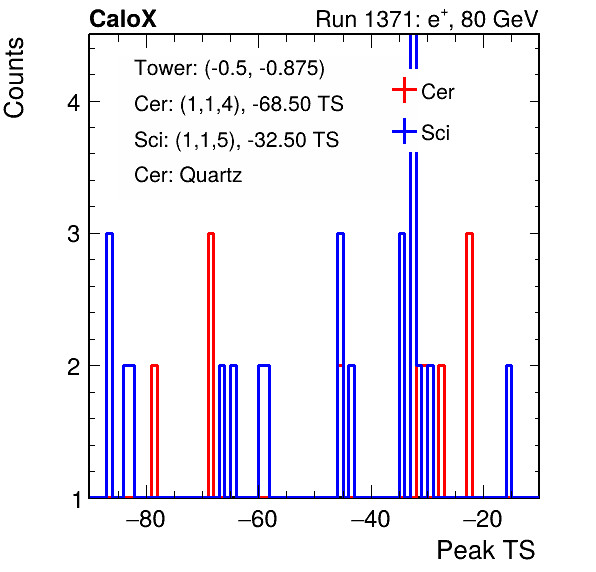 CaloX
Run 1371: e+, 80 GeV
Counts
Tower: (-0.5, -0.875)
Cer: (1,1,4), -68.50 TS
Sci: (1,1,5), -32.50 TS
Cer: Quartz
Cer
Sci
4
3
2
1
−80
−60
−40
−20
Peak TS